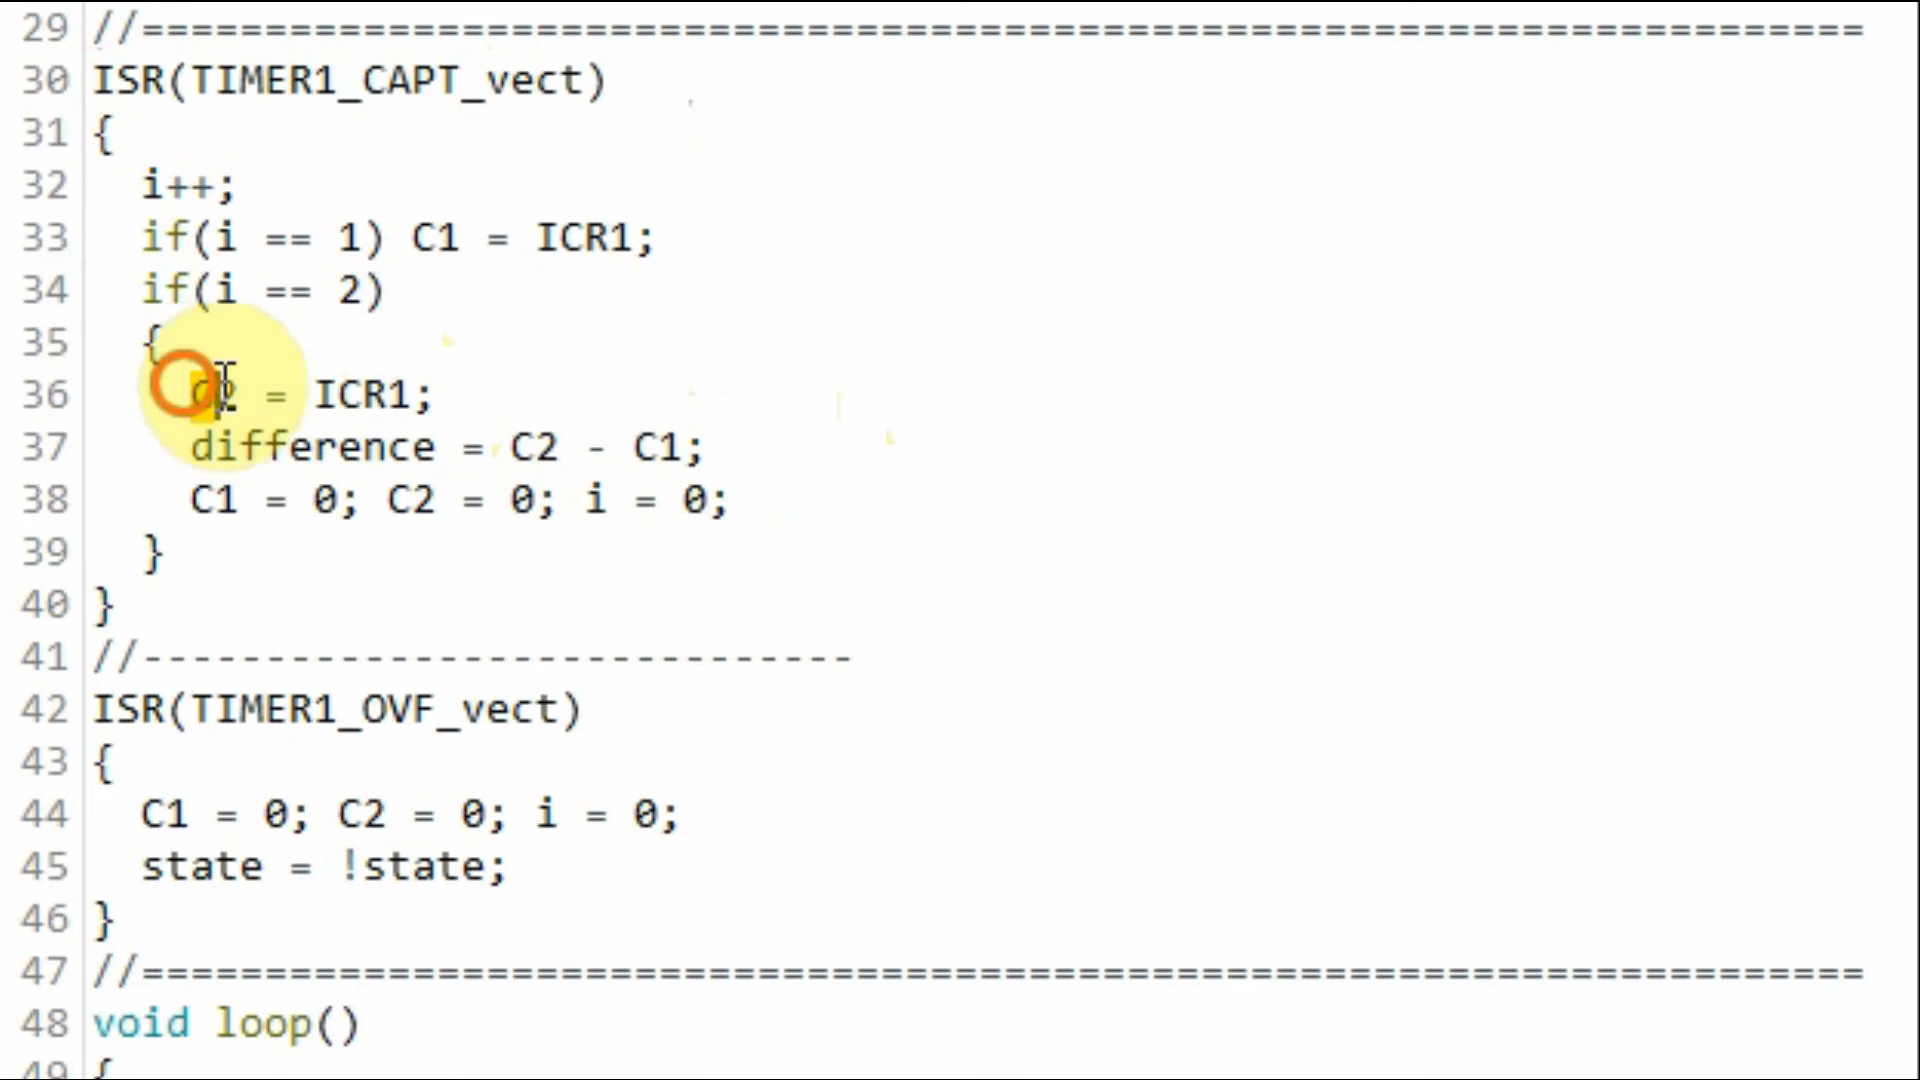 29 //======================================================================
30 ISR(TIMER1_CAPT_vect)
31 {
32 i++;
33 if(i == 1) C1 = ICR1;
34 if(i == 2)
35 {
36 C2 = ICR1;
37 difference = C2 - C1;
38 C1 = 0; C2 = 0; i = 0;
39 }
40 }
41 //-----------------------------
42 ISR(TIMER1_OVF_vect)
43 {
44 C1 = 0; C2 = 0; i = 0;
45 state = !state;
46 }
47 //======================================================================
48 void loop()
49 {